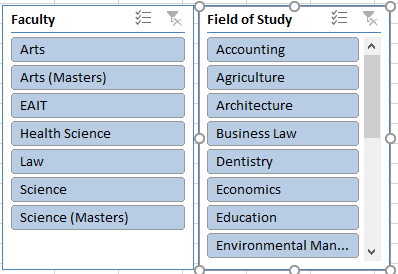 Faculty
Arts
Arts (Masters)
EAIT
Health Science
Law
Science
Science (Masters)
Field of Study
Accounting
Agriculture
Architecture
Business Law
Dentistry
Economics
Education
Environmental Man...